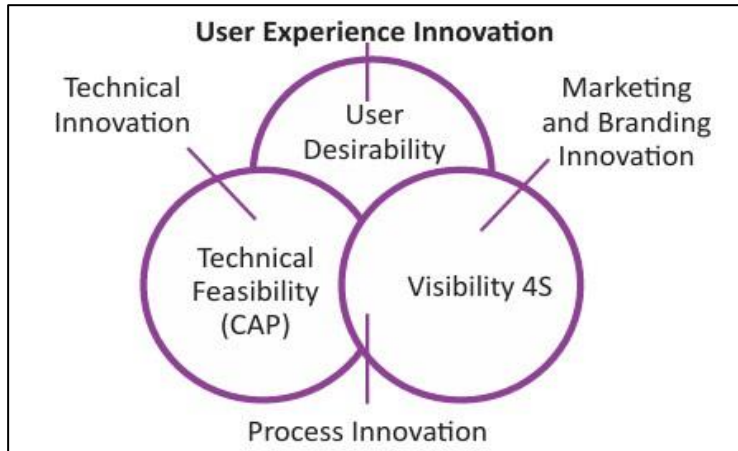 User Experience Innovation
Technical
Innovation
Marketing
and Branding
Innovation
User
Desirability
Technical
Feasibility
(CAP)
Visibility 4S
Process Innovation